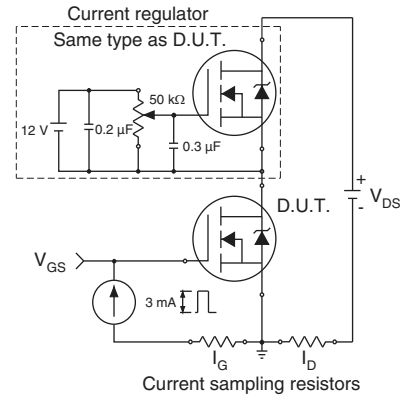 Current regulator
Same type as D.U.T.
50 kΩ
12 V
0.2 µF
0.3 µF
+
V_DS
-
D.U.T.
V_GS
3 mA
I_G
I_D
Current sampling resistors